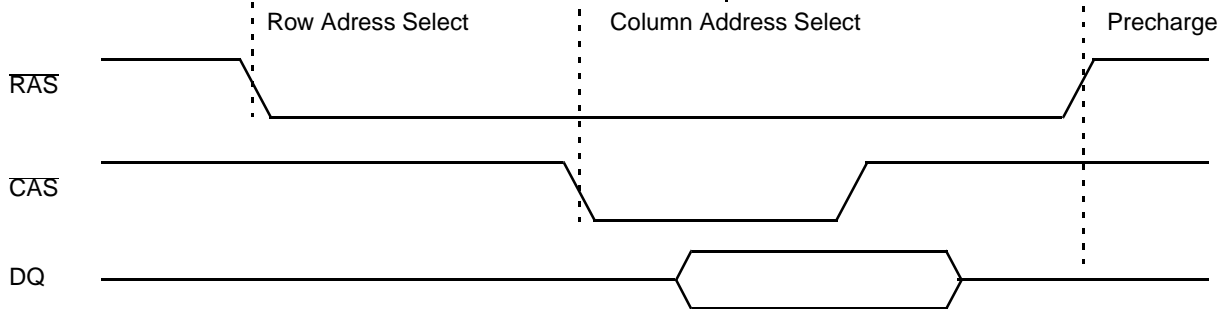 Row Adress Select
Column Address Select
Precharge
RAS
CAS
DQ